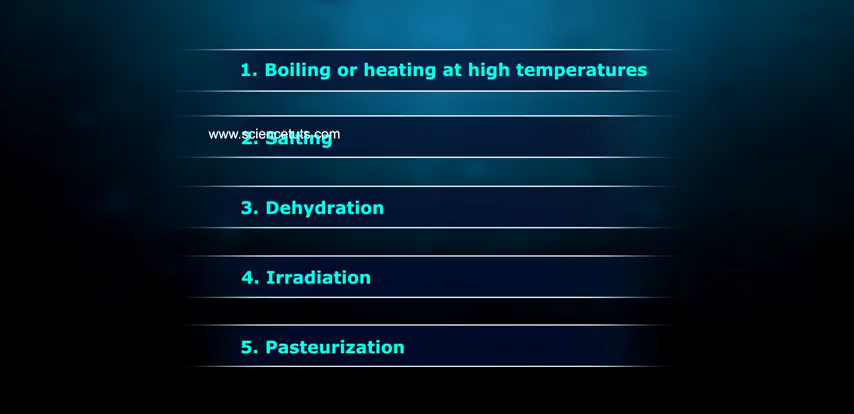 1. Boiling or heating at high temperatures
www.sciencetuts.com
2. Salting
3. Dehydration
4. Irradiation
5. Pasteurization